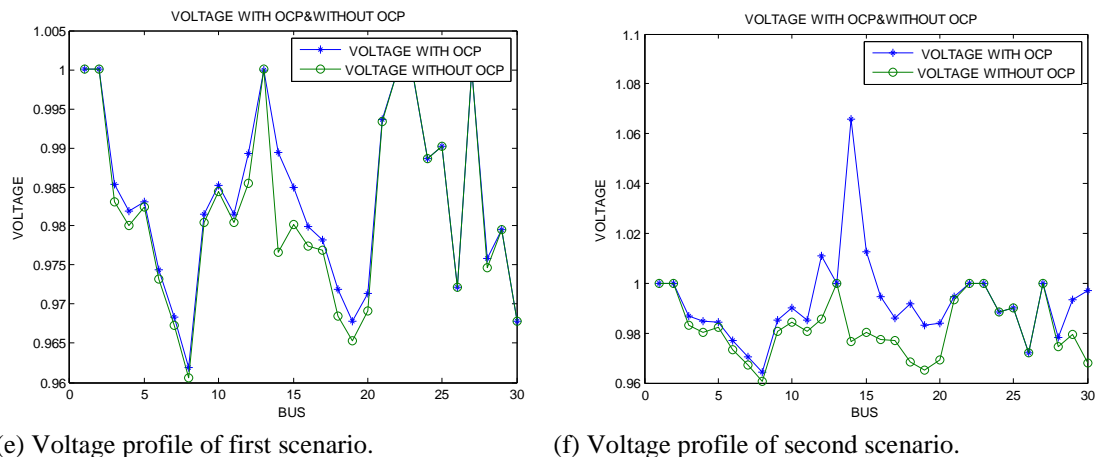 VOLTAGE WITH OCP&WITHOUT OCP
1.005
1
0.995
0.99
0.985
0.98
0.975
0.97
0.965
0.96
VOLTAGE
0 5 10 15 20 25 30
BUS
VOLTAGE WITH OCP
VOLTAGE WITHOUT OCP
(e) Voltage profile of first scenario.
VOLTAGE WITH OCP&WITHOUT OCP
1.1
1.08
1.06
1.04
1.02
1
0.98
0.96
VOLTAGE
0 5 10 15 20 25 30
BUS
VOLTAGE WITH OCP
VOLTAGE WITHOUT OCP
(f) Voltage profile of second scenario.